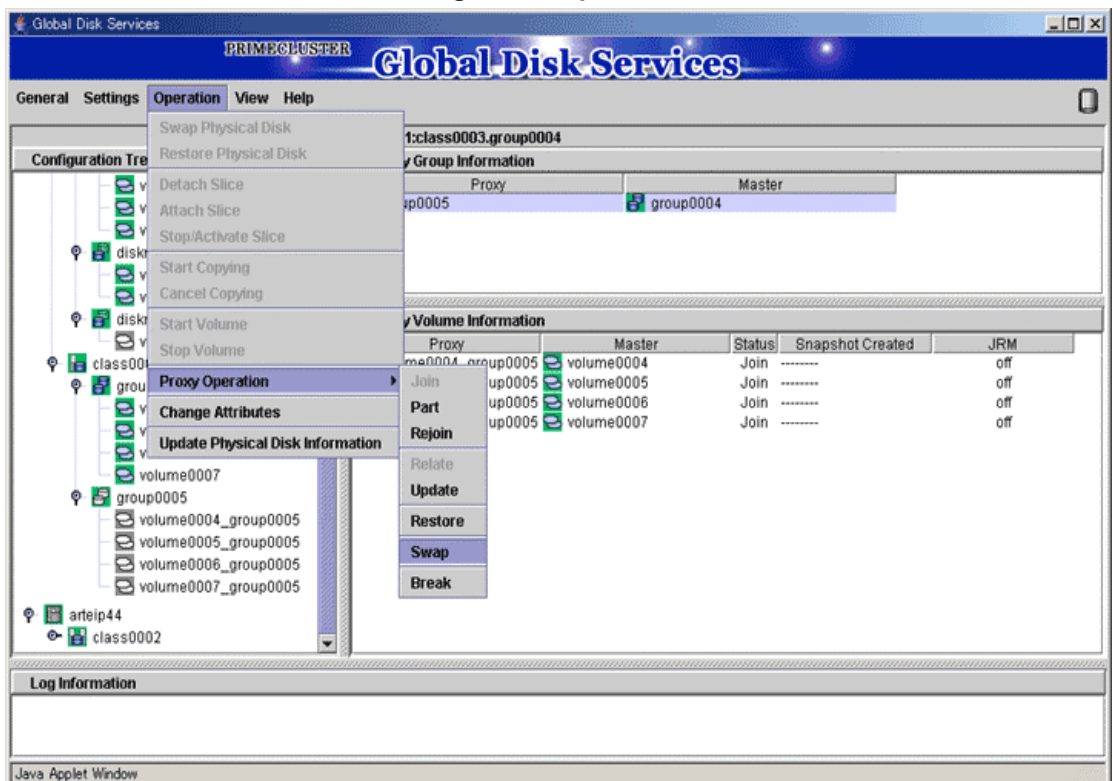 Global Disk Services
PRIMECLUSTER Global Disk Services
General Settings Operation View Help
1:class0003.group0004
Configuration Tre
Group Information
Proxy Master
up0005 group0004
diskr
diskr
class00
grou
volume0007
group0005
volume0004_group0005
volume0005_group0005
volume0006_group0005
volume0007_group0005
arteip44
class0002
Swap Physical Disk
Restore Physical Disk
Detach Slice
Attach Slice
Stop/Activate Slice
Start Copying
Cancel Copying
Start Volume
Stop Volume
Proxy Operation
Change Attributes
Update Physical Disk Information
Join
Part
Rejoin
Relate
Update
Restore
Swap
Break
Volume Information
Proxy Master Status Snapshot Created JRM
me0004_group0005 volume0004 Join -------- off
up0005 volume0005 Join -------- off
up0005 volume0006 Join -------- off
up0005 volume0007 Join -------- off
Log Information
Java Applet Window